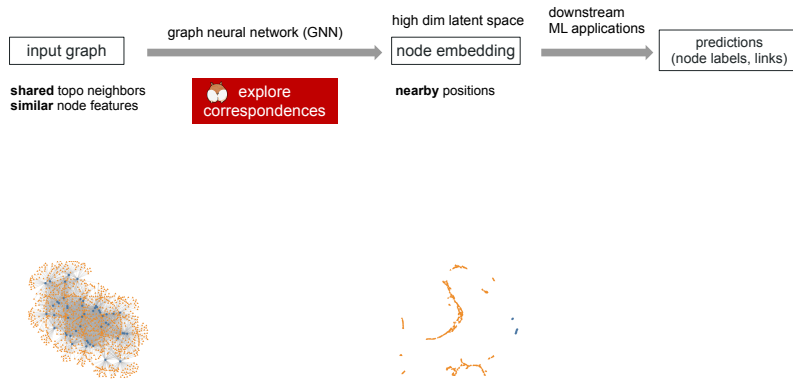 graph neural network (GNN)
high dim latent space
downstream
ML applications
input graph
node embedding
predictions
(node labels, links)
shared topo neighbors
similar node features
explore
correspondences
nearby positions